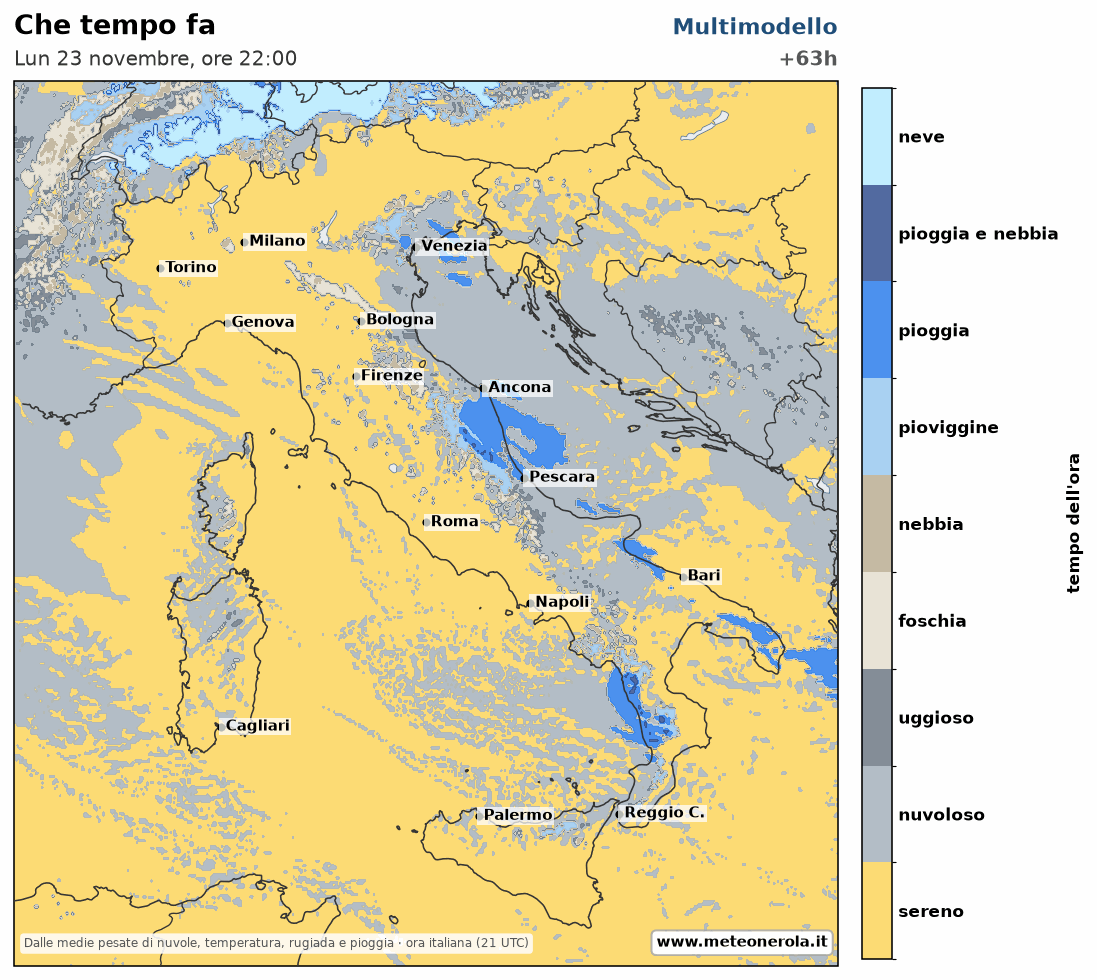 Che tempo fa
Multimodello
Lun 23 novembre, ore 22:00
+63h
neve
pioggia e nebbia
pioggia
pioviggine
nebbia
foschia
uggioso
nuvoloso
sereno
tempo dell'ora
Milano
Venezia
Torino
Genova
Bologna
Firenze
Ancona
Pescara
Roma
Bari
Napoli
Cagliari
Palermo
Reggio C.
Dalle medie pesate di nuvole, temperatura, rugiada e pioggia · ora italiana (21 UTC)
www.meteonerola.it